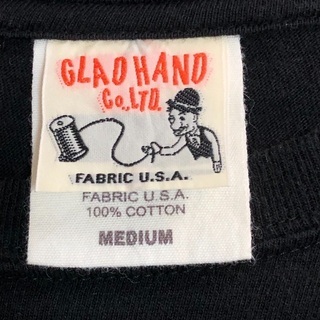 GLAD HAND
Co.,LTD.
FABRIC U.S.A.
FABRIC U.S.A.
100% COTTON
MEDIUM